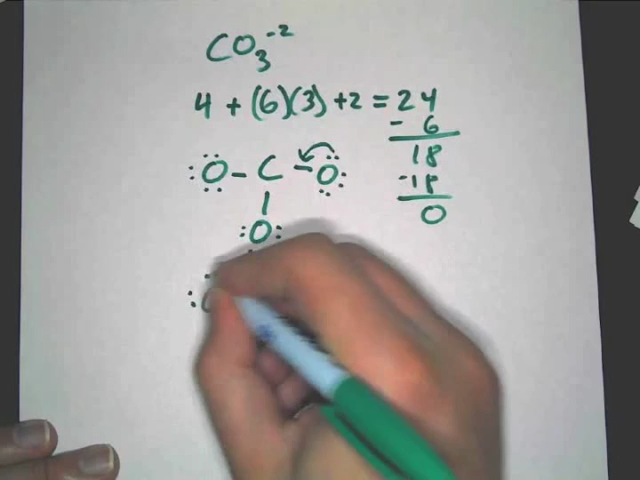 CO₃⁻²
4 + (6)(3) + 2 = 24
- 6
18
-18
0
:O - C - O:
:O:
: